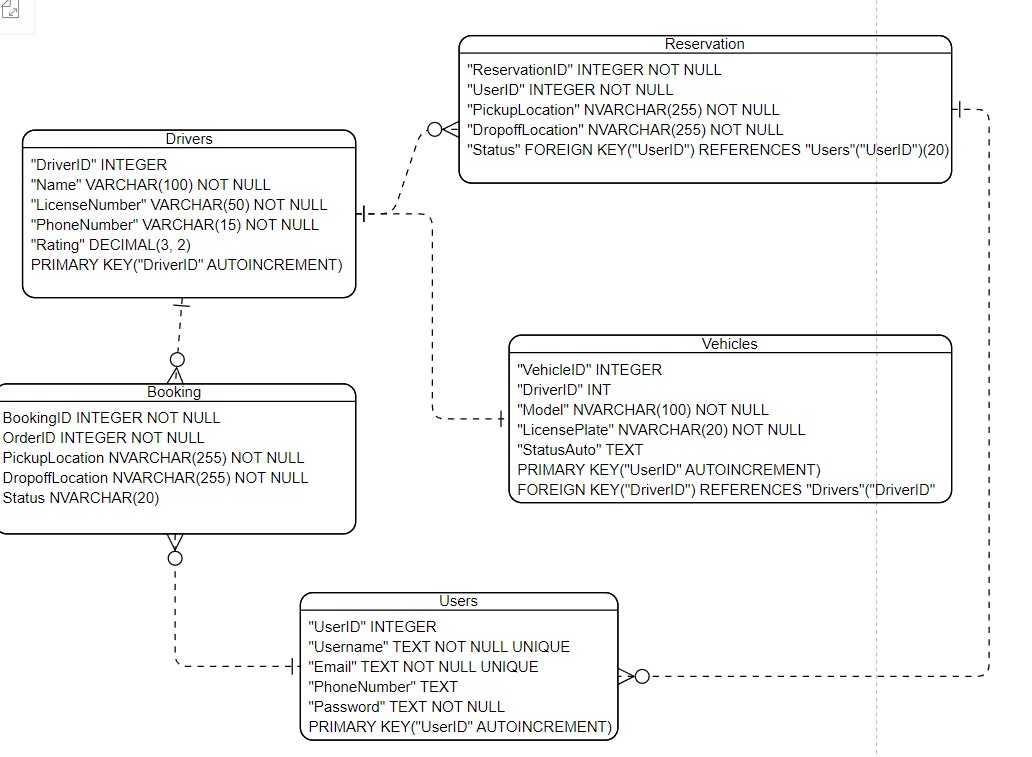 Reservation
"ReservationID" INTEGER NOT NULL
"UserID" INTEGER NOT NULL
"PickupLocation" NVARCHAR(255) NOT NULL
"DropoffLocation" NVARCHAR(255) NOT NULL
"Status" FOREIGN KEY("UserID") REFERENCES "Users"("UserID")(20)
Drivers
"DriverID" INTEGER
"Name" VARCHAR(100) NOT NULL
"LicenseNumber" VARCHAR(50) NOT NULL
"PhoneNumber" VARCHAR(15) NOT NULL
"Rating" DECIMAL(3, 2)
PRIMARY KEY("DriverID" AUTOINCREMENT)
Vehicles
"VehicleID" INTEGER
"DriverID" INT
"Model" NVARCHAR(100) NOT NULL
"LicensePlate" NVARCHAR(20) NOT NULL
"StatusAuto" TEXT
PRIMARY KEY("UserID" AUTOINCREMENT)
FOREIGN KEY("DriverID") REFERENCES "Drivers"("DriverID"
Booking
BookingID INTEGER NOT NULL
OrderID INTEGER NOT NULL
PickupLocation NVARCHAR(255) NOT NULL
DropoffLocation NVARCHAR(255) NOT NULL
Status NVARCHAR(20)
Users
"UserID" INTEGER
"Username" TEXT NOT NULL UNIQUE
"Email" TEXT NOT NULL UNIQUE
"PhoneNumber" TEXT
"Password" TEXT NOT NULL
PRIMARY KEY("UserID" AUTOINCREMENT)